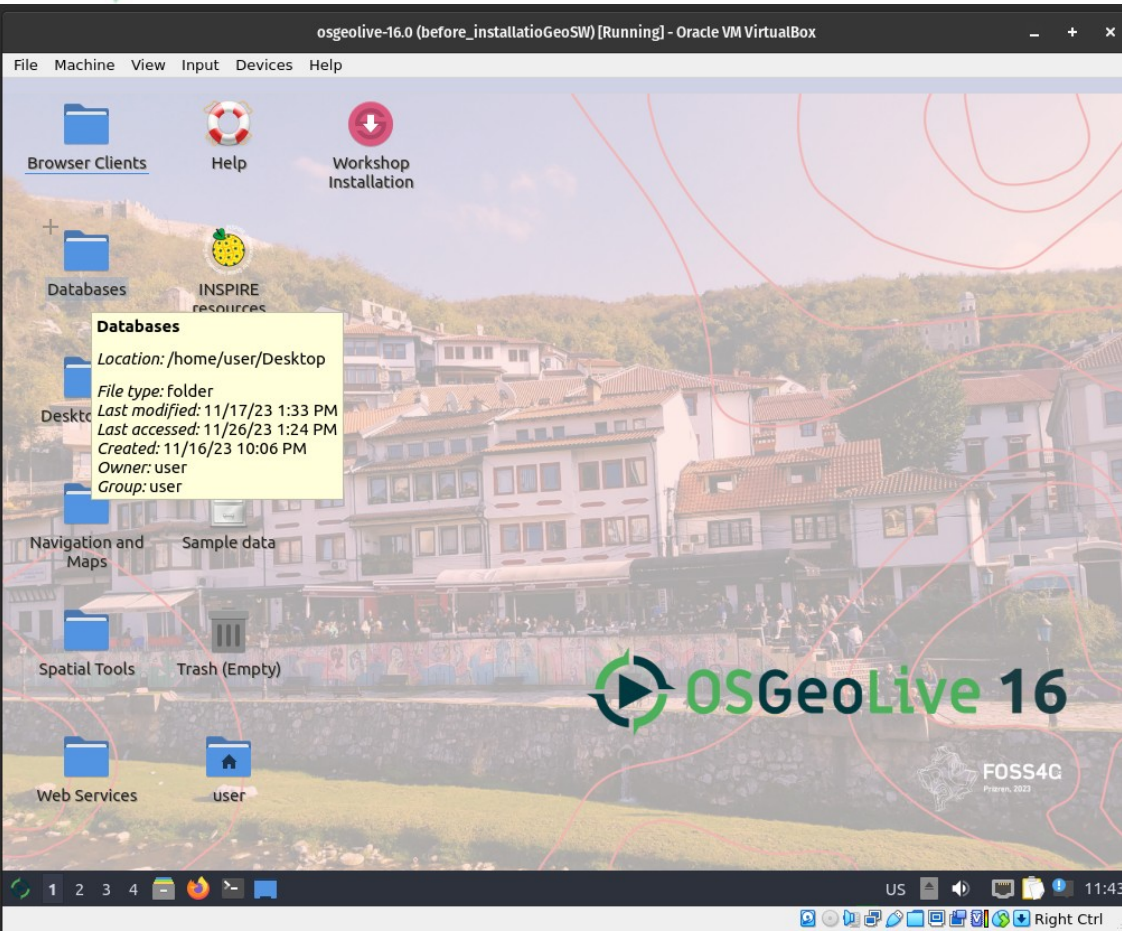 osgeolive-16.0 (before_installatioGeoSW) [Running] - Oracle VM VirtualBox
File Machine View Input Devices Help
Browser Clients
Help
Workshop
Installation
Databases
INSPIRE
resources
Databases
Location: /home/user/Desktop
File type: folder
Last modified: 11/17/23 1:33 PM
Last accessed: 11/26/23 1:24 PM
Created: 11/16/23 10:06 PM
Owner: user
Group: user
Deskto
Navigation and
Maps
Sample data
Spatial Tools
Trash (Empty)
OSGeoLive 16
Web Services
user
FOSS4G
Prizren, 2023
1 2 3 4
US
11:43
Right Ctrl